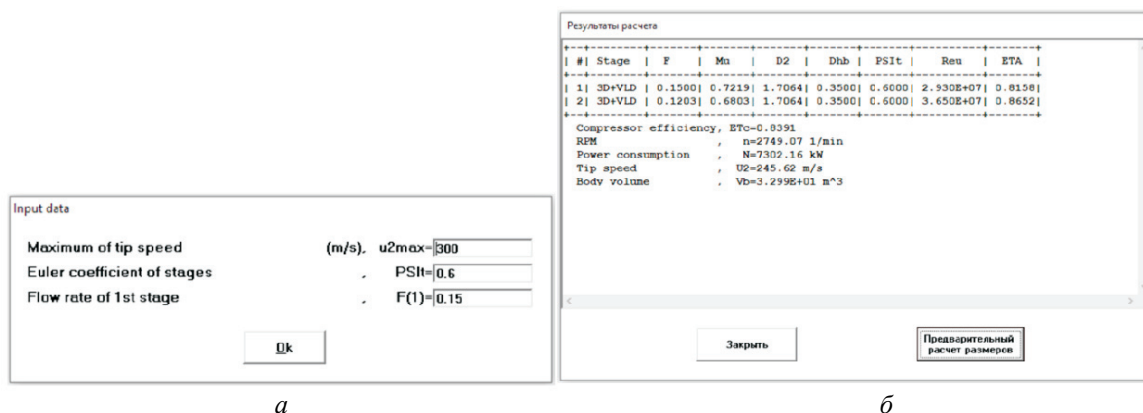 Input data
Maximum of tip speed (m/s), u2max= 300
Euler coefficient of stages , PSIt= 0.6
Flow rate of 1st stage , F(1)= 0.15
Ok
а
Результаты расчета
+--+--------+-------+-------+-------+-------+-------+----------+-------+
| #| Stage | F | Mu | D2 | Dhb | PSIt | Reu | ETA |
+--+--------+-------+-------+-------+-------+-------+----------+-------+
| 1| 3D+VLD | 0.1500| 0.7219| 1.7064| 0.3500| 0.6000| 2.930E+07| 0.8158|
| 2| 3D+VLD | 0.1203| 0.6803| 1.7064| 0.3500| 0.6000| 3.650E+07| 0.8652|
+--+--------+-------+-------+-------+-------+-------+----------+-------+
Compressor efficiency, ETc=0.8391
RPM , n=2749.07 1/min
Power consumption , N=7302.16 kW
Tip speed , U2=245.62 m/s
Body volume , Vb=3.299E+01 m^3
Закрыть
Предварительный
расчет размеров
б